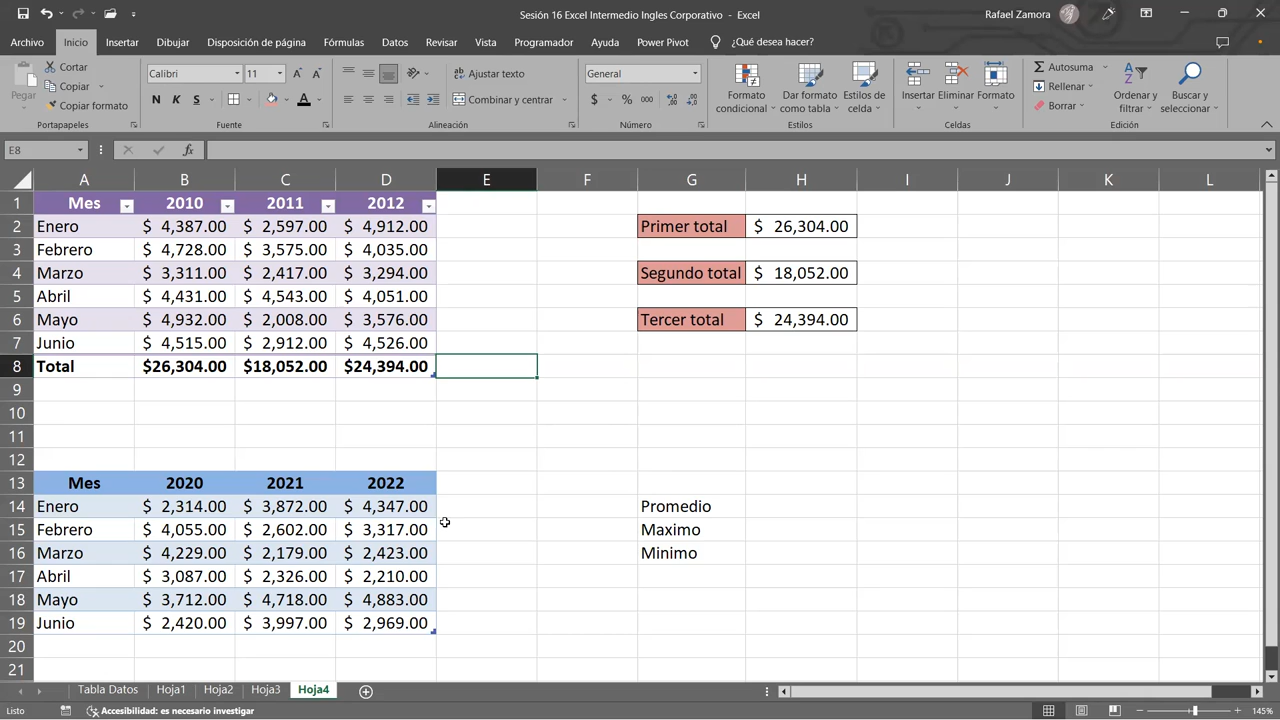 Sesión 16 Excel Intermedio Ingles Corporativo - Excel
Rafael Zamora
Archivo Inicio Insertar Dibujar Disposición de página Fórmulas Datos Revisar Vista Programador Ayuda Power Pivot ¿Qué desea hacer?
Pegar
Cortar
Copiar
Copiar formato
Portapapeles
Calibri 11
N K S
Fuente
Ajustar texto
Combinar y centrar
Alineación
General
$ % 000
Número
Formato condicional
Dar formato como tabla
Estilos de celda
Estilos
Insertar Eliminar Formato
Celdas
Autosuma
Rellenar
Borrar
Ordenar y filtrar
Buscar y seleccionar
Edición
E8 fx
A B C D E F G H I J K L
1 Mes 2010 2011 2012
2 Enero $ 4,387.00 $ 2,597.00 $ 4,912.00 Primer total $ 26,304.00
3 Febrero $ 4,728.00 $ 3,575.00 $ 4,035.00
4 Marzo $ 3,311.00 $ 2,417.00 $ 3,294.00 Segundo total $ 18,052.00
5 Abril $ 4,431.00 $ 4,543.00 $ 4,051.00
6 Mayo $ 4,932.00 $ 2,008.00 $ 3,576.00 Tercer total $ 24,394.00
7 Junio $ 4,515.00 $ 2,912.00 $ 4,526.00
8 Total $26,304.00 $18,052.00 $24,394.00
9
10
11
12
13 Mes 2020 2021 2022
14 Enero $ 2,314.00 $ 3,872.00 $ 4,347.00 Promedio
15 Febrero $ 4,055.00 $ 2,602.00 $ 3,317.00 Maximo
16 Marzo $ 4,229.00 $ 2,179.00 $ 2,423.00 Minimo
17 Abril $ 3,087.00 $ 2,326.00 $ 2,210.00
18 Mayo $ 3,712.00 $ 4,718.00 $ 4,883.00
19 Junio $ 2,420.00 $ 3,997.00 $ 2,969.00
20
21
Tabla Datos Hoja1 Hoja2 Hoja3 Hoja4
Listo Accesibilidad: es necesario investigar 145%